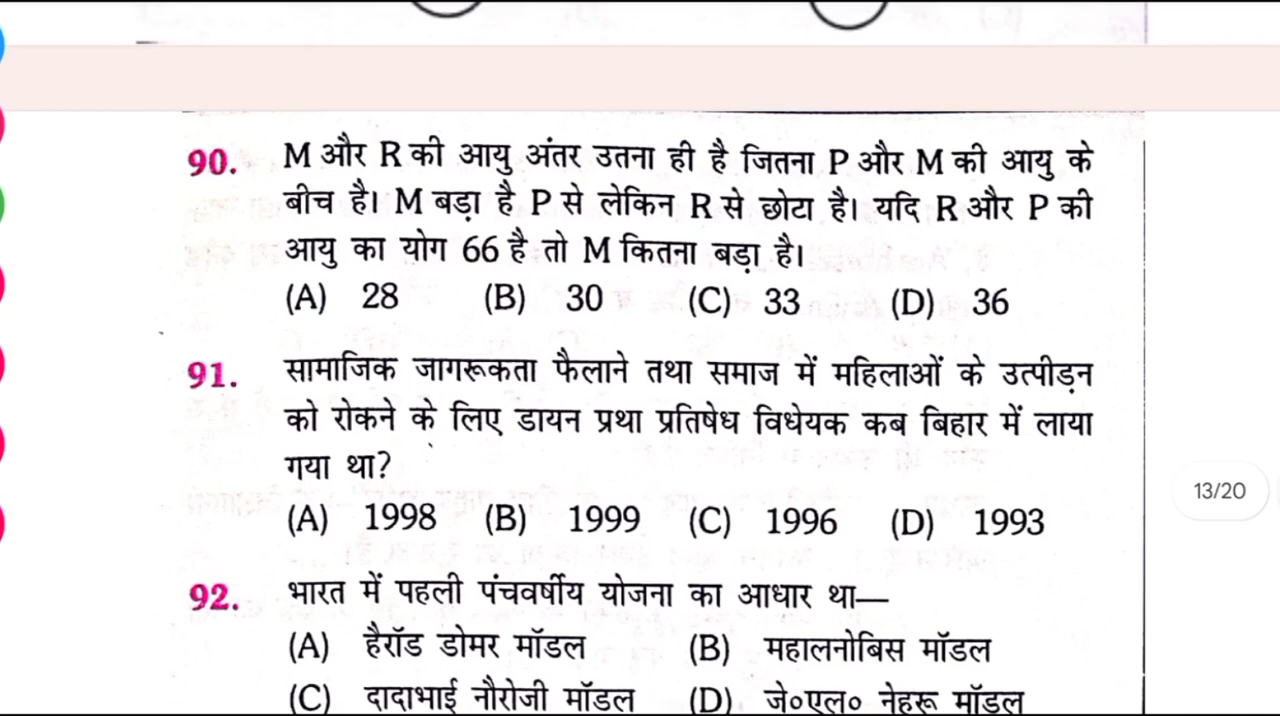 90. M और R की आयु अंतर उतना ही है जितना P और M की आयु के
बीच है। M बड़ा है P से लेकिन R से छोटा है। यदि R और P की
आयु का योग 66 है तो M कितना बड़ा है।
(A) 28 (B) 30 (C) 33 (D) 36
91. सामाजिक जागरूकता फैलाने तथा समाज में महिलाओं के उत्पीड़न
को रोकने के लिए डायन प्रथा प्रतिषेध विधेयक कब बिहार में लाया
गया था?
(A) 1998 (B) 1999 (C) 1996 (D) 1993
13/20
92. भारत में पहली पंचवर्षीय योजना का आधार था—
(A) हैरॉड डोमर मॉडल (B) महालनोबिस मॉडल
(C) दादाभाई नौरोजी मॉडल (D) जे०एल० नेहरू मॉडल